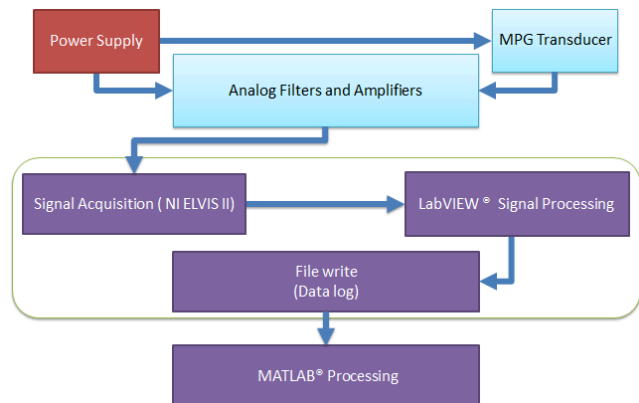 Power Supply
MPG Transducer
Analog Filters and Amplifiers
Signal Acquisition ( NI ELVIS II)
LabVIEW ® Signal Processing
File write
(Data log)
MATLAB® Processing